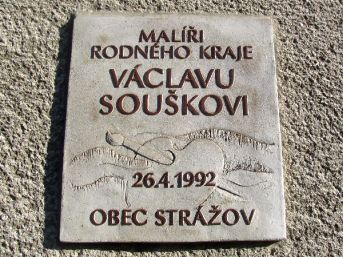 MALÍŘI
RODNÉHO KRAJE
VÁCLAVU
SOUŠKOVI
26.4.1992
OBEC STRÁŽOV